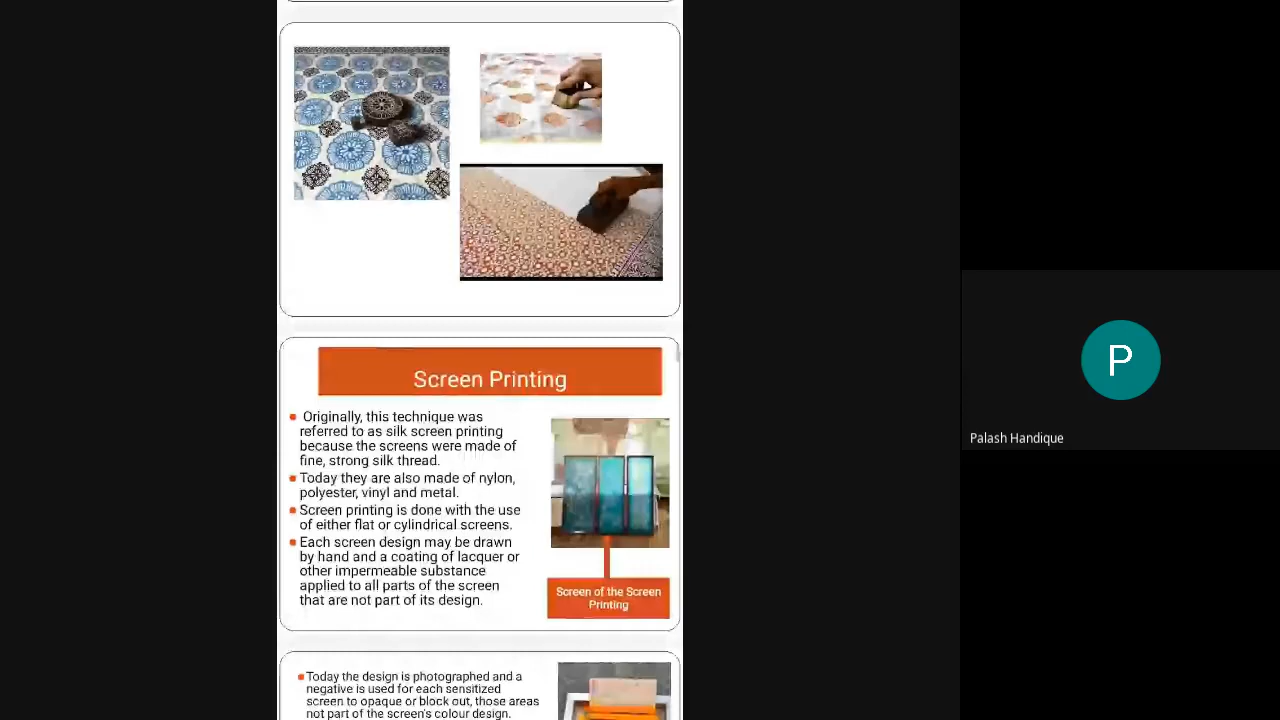 Screen Printing
Originally, this technique was
referred to as silk screen printing
because the screens were made of
fine, strong silk thread.
Today they are also made of nylon,
polyester, vinyl and metal.
Screen printing is done with the use
of either flat or cylindrical screens.
Each screen design may be drawn
by hand and a coating of lacquer or
other impermeable substance
applied to all parts of the screen
that are not part of its design.
Screen of the Screen
Printing
Today the design is photographed and a
negative is used for each sensitized
screen to opaque or block out, those areas
not part of the screen's colour design.
P
Palash Handique